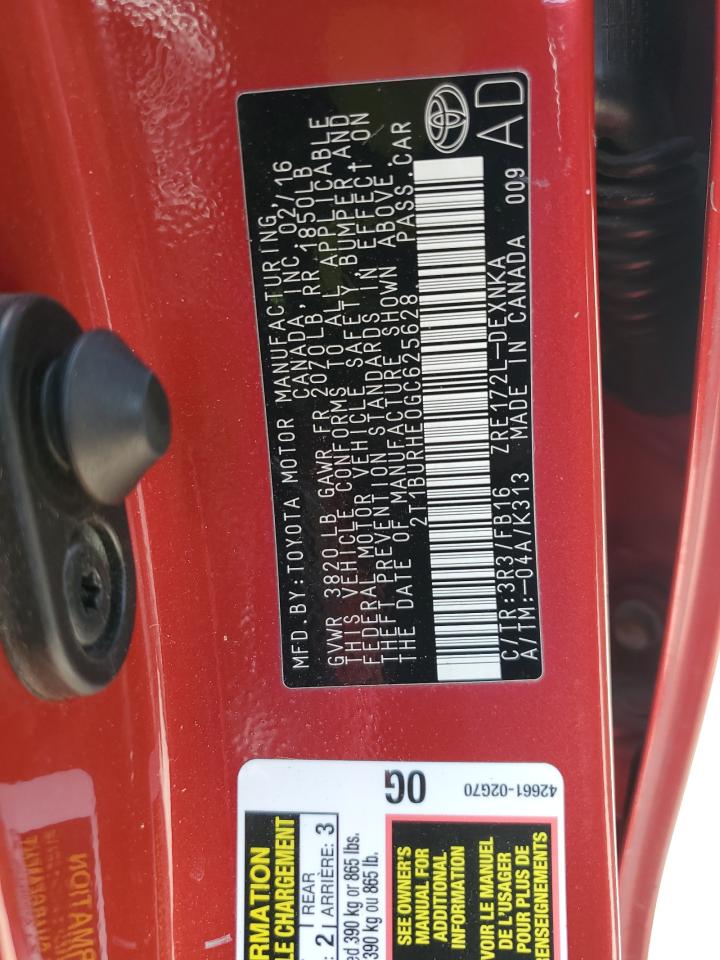 MFD.BY:TOYOTA MOTOR MANUFACTURING,
CANADA, INC. 02/16
GVWR 3820 LB GAWR FR 2070LB, RR 1850LB
THIS VEHICLE CONFORMS TO ALL APPLICABLE
FEDERAL MOTOR VEHICLE SAFETY, BUMPER, AND
THEFT PREVENTION STANDARDS IN EFFECT ON
THE DATE OF MANUFACTURE SHOWN ABOVE.
2T1BURHE0GC625628 PASS.CAR
C/TR:3R3/FB16 ZRE172L-DEXNKA
A/TM:-04A/K313 MADE IN CANADA 009
AD
0G
42661-02G70
RMATION
LE CHARGEMENT
: 2 | REAR
| ARRIÈRE: 3
ed 390 kg or 865 lbs.
390 kg ou 865 lb.
SEE OWNER'S
MANUAL FOR
ADDITIONAL
INFORMATION
VOIR LE MANUEL
DE L'USAGER
POUR PLUS DE
RENSEIGNEMENTS